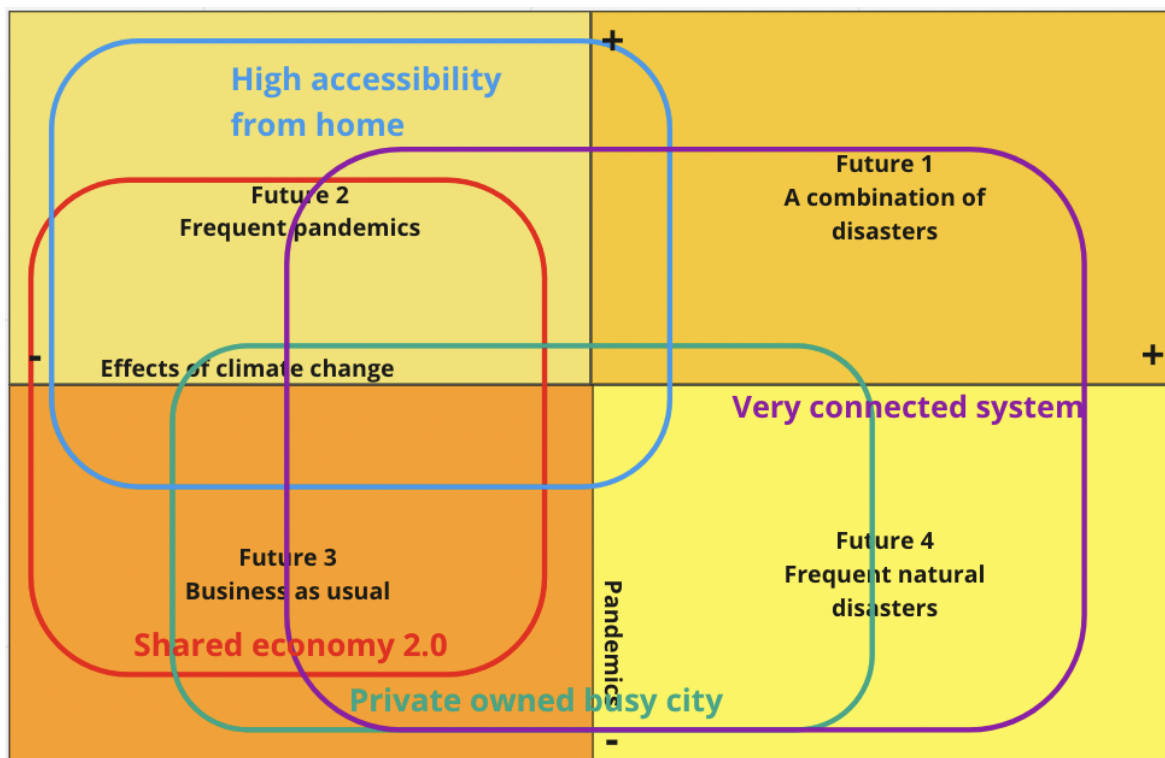 +
High accessibility
from home
Future 1
A combination of
disasters
Future 2
Frequent pandemics
-
+
Effects of climate change
Very connected system
Future 3
Business as usual
Future 4
Frequent natural
disasters
Pandemics
Shared economy 2.0
Private owned busy city
-